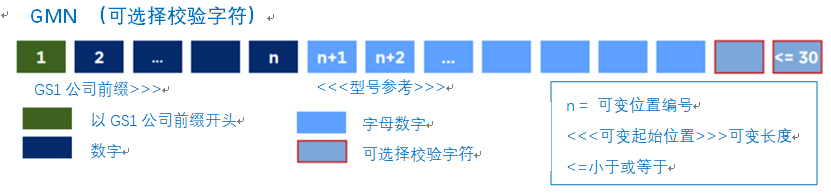 GMN （可选择校验字符）
1 2 ... n n+1 n+2 ... <= 30
GS1 公司前缀>>> <<<型号参考>>>
以 GS1 公司前缀开头
数字
字母数字
可选择校验字符
n = 可变位置编号
<<<可变起始位置>>>可变长度
<=小于或等于